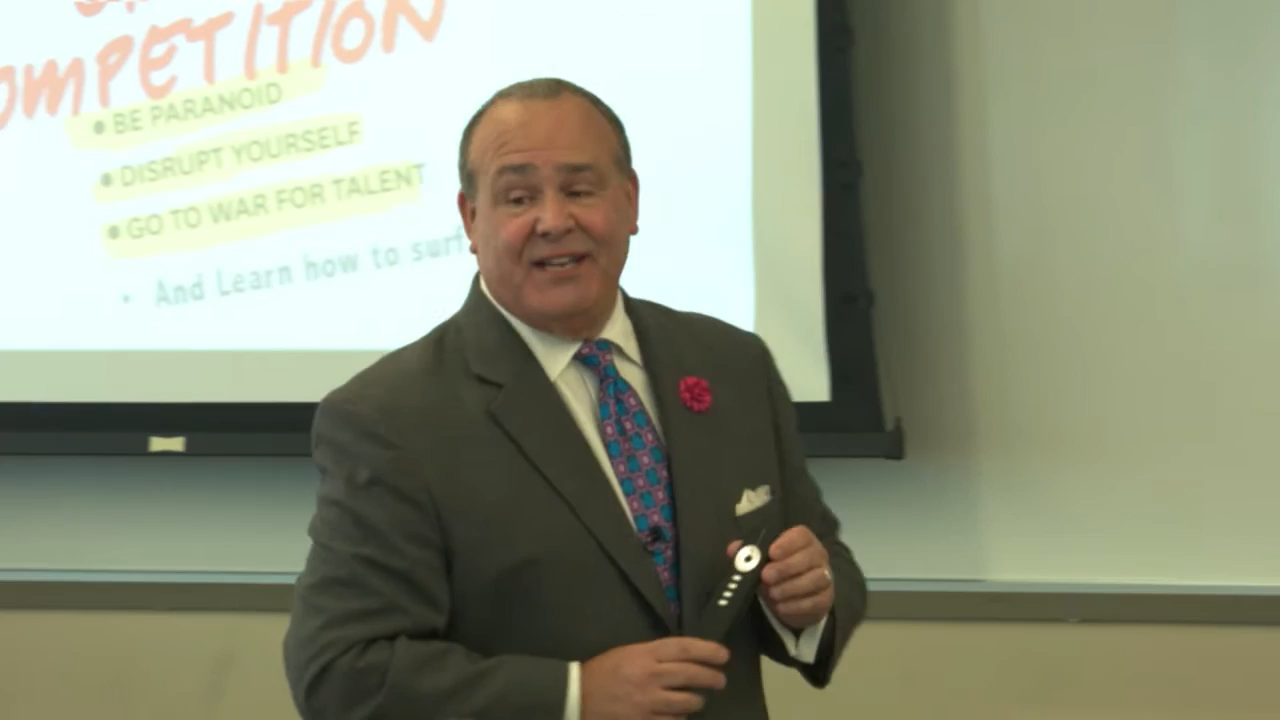 OMPETITION
• BE PARANOID
• DISRUPT YOURSELF
• GO TO WAR FOR TALENT
• And Learn how to surf